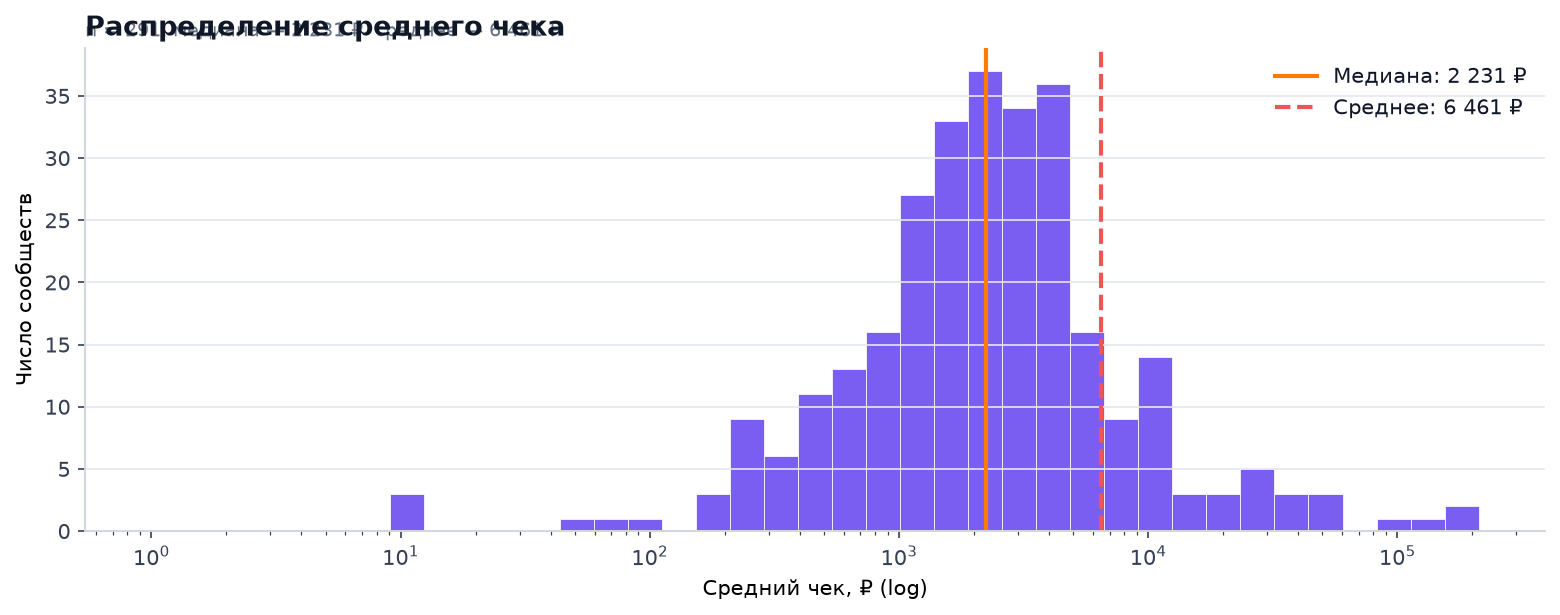 Распределение среднего чека
35
30
25
20
15
10
5
0
Число сообществ
Медиана: 2 231 ₽
Среднее: 6 461 ₽
10⁰ 10¹ 10² 10³ 10⁴ 10⁵
Средний чек, ₽ (log)